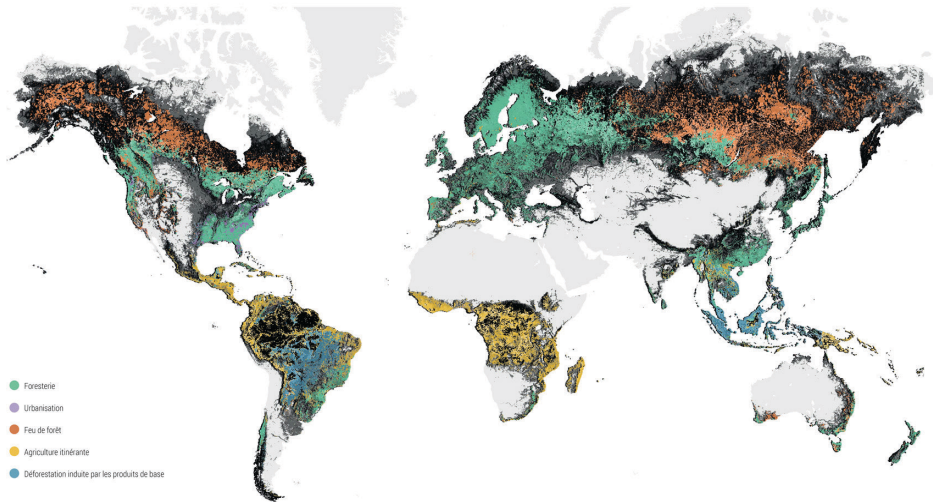 Foresterie
Urbanisation
Feu de forêt
Agriculture itinérante
Déforestation induite par les produits de base